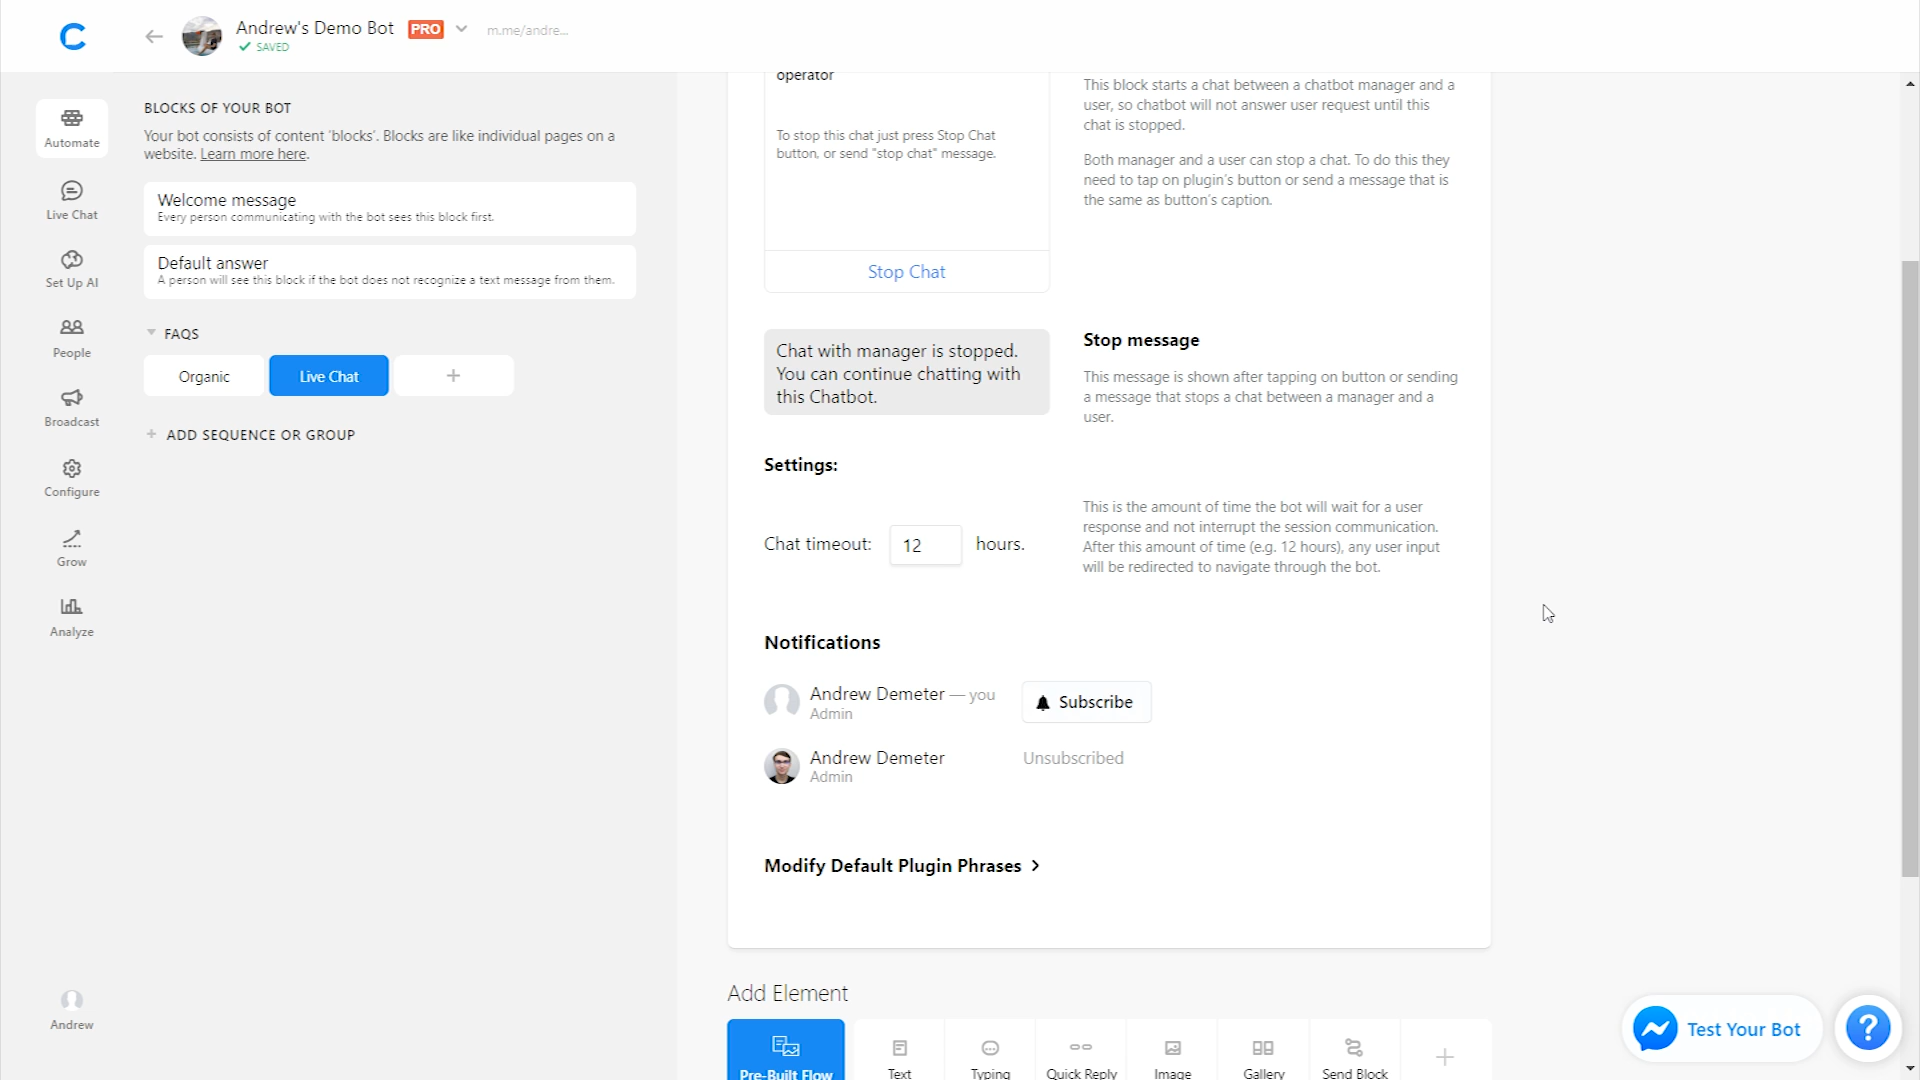 Andrew's Demo Bot PRO m.me/andre...
SAVED
Automate
Live Chat
Set Up AI
People
Broadcast
Configure
Grow
Analyze
Andrew
BLOCKS OF YOUR BOT
Your bot consists of content 'blocks'. Blocks are like individual pages on a
website. Learn more here.
Welcome message
Every person communicating with the bot sees this block first.
Default answer
A person will see this block if the bot does not recognize a text message from them.
FAQS
Organic
Live Chat
+
+ ADD SEQUENCE OR GROUP
operator
To stop this chat just press Stop Chat
button, or send "stop chat" message.
Stop Chat
This block starts a chat between a chatbot manager and a
user, so chatbot will not answer user request until this
chat is stopped.
Both manager and a user can stop a chat. To do this they
need to tap on plugin's button or send a message that is
the same as button's caption.
Chat with manager is stopped.
You can continue chatting with
this Chatbot.
Stop message
This message is shown after tapping on button or sending
a message that stops a chat between a manager and a
user.
Settings:
Chat timeout: 12 hours.
This is the amount of time the bot will wait for a user
response and not interrupt the session communication.
After this amount of time (e.g. 12 hours), any user input
will be redirected to navigate through the bot.
Notifications
Andrew Demeter — you
Admin
Subscribe
Andrew Demeter
Admin
Unsubscribed
Modify Default Plugin Phrases >
Add Element
Pre-Built Flow
Text
Typing
Quick Reply
Image
Gallery
Send Block
+
Test Your Bot
?